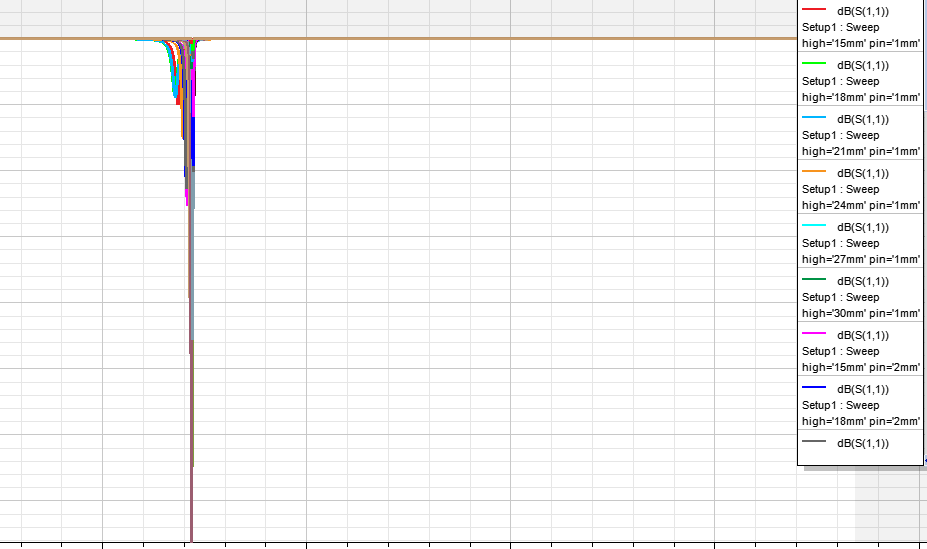 dB(S(1,1))
Setup1 : Sweep
high='15mm' pin='1mm'
dB(S(1,1))
Setup1 : Sweep
high='18mm' pin='1mm'
dB(S(1,1))
Setup1 : Sweep
high='21mm' pin='1mm'
dB(S(1,1))
Setup1 : Sweep
high='24mm' pin='1mm'
dB(S(1,1))
Setup1 : Sweep
high='27mm' pin='1mm'
dB(S(1,1))
Setup1 : Sweep
high='30mm' pin='1mm'
dB(S(1,1))
Setup1 : Sweep
high='15mm' pin='2mm'
dB(S(1,1))
Setup1 : Sweep
high='18mm' pin='2mm'
dB(S(1,1))